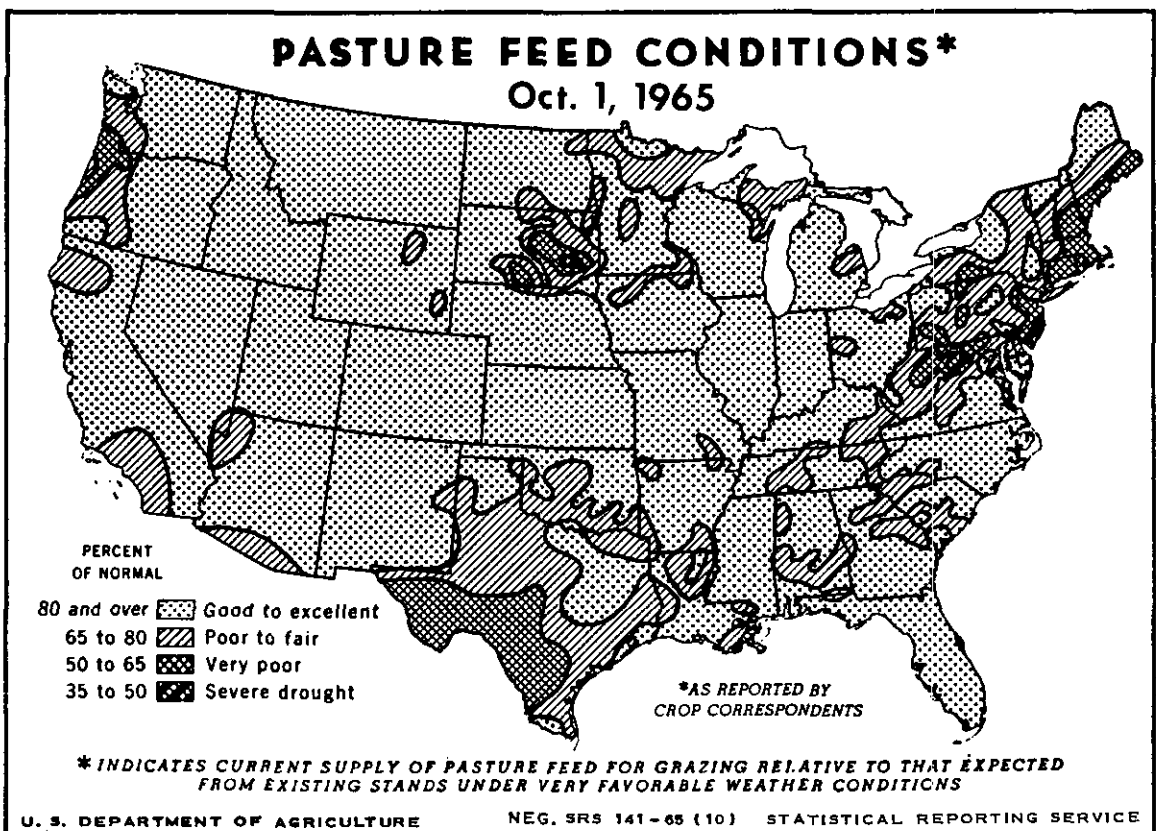 PASTURE FEED CONDITIONS*
Oct. 1, 1965
PERCENT
OF NORMAL
80 and over Good to excellent
65 to 80 Poor to fair
50 to 65 Very poor
35 to 50 Severe drought
*AS REPORTED BY
CROP CORRESPONDENTS
* INDICATES CURRENT SUPPLY OF PASTURE FEED FOR GRAZING RELATIVE TO THAT EXPECTED
FROM EXISTING STANDS UNDER VERY FAVORABLE WEATHER CONDITIONS
U. S. DEPARTMENT OF AGRICULTURE NEG. SRS 141-65 (10) STATISTICAL REPORTING SERVICE